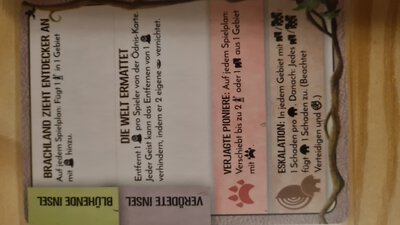 BLÜHENDE INSEL
BRACHLAND ZIEHT ENTDECKER AN
Auf jedem Spielplan: Fügt 1 in 1 Gebiet
mit hinzu.
VERÖDETE INSEL
DIE WELT ERMATTET
Entfernt 1 pro Spieler von der Ödnis-Karte.
Jeder Geist kann das Entfernen von 1
verhindern, indem er 2 eigene vernichtet.
VERJAGTE PIONIERE: Auf jedem Spielplan:
Verschiebt bis zu 2 oder 1 aus 1 Gebiet
mit .
ESKALATION: In jedem Gebiet mit
1 Schaden pro . Danach: Jedes /
fügt 1 Schaden zu. (Beachtet
Verteidigen und .)